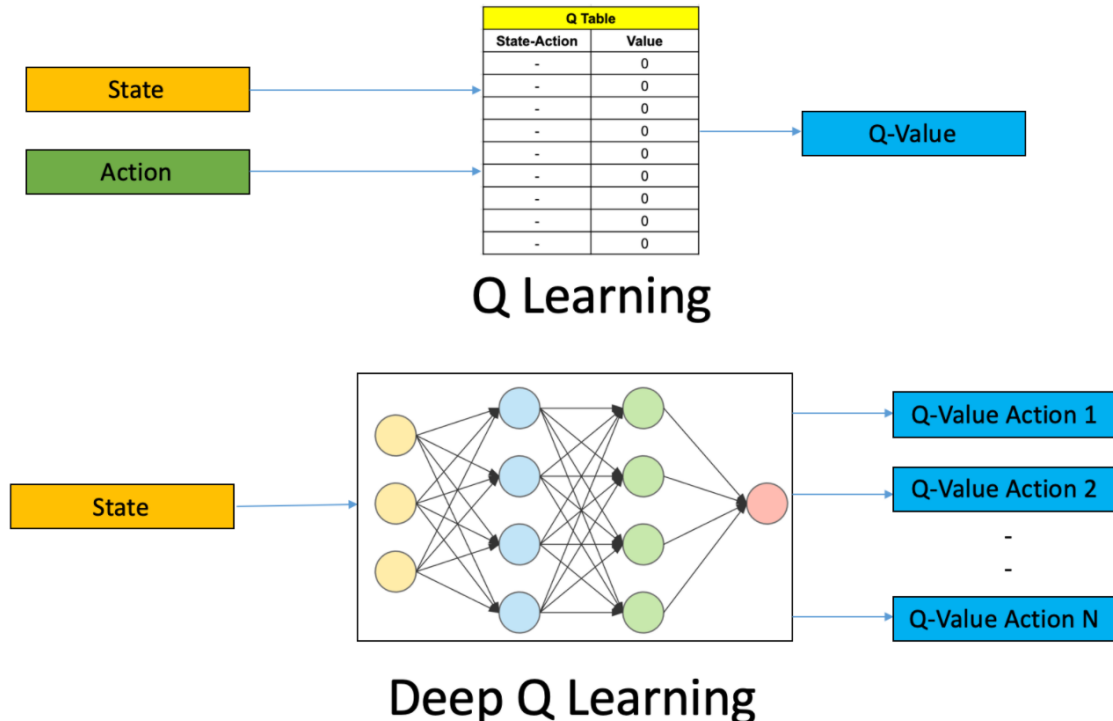 Q Table
State-Action Value
- 0
- 0
- 0
- 0
- 0
- 0
- 0
- 0
- 0
State
Action
Q-Value
Q Learning
State
Q-Value Action 1
Q-Value Action 2
-
-
Q-Value Action N
Deep Q Learning